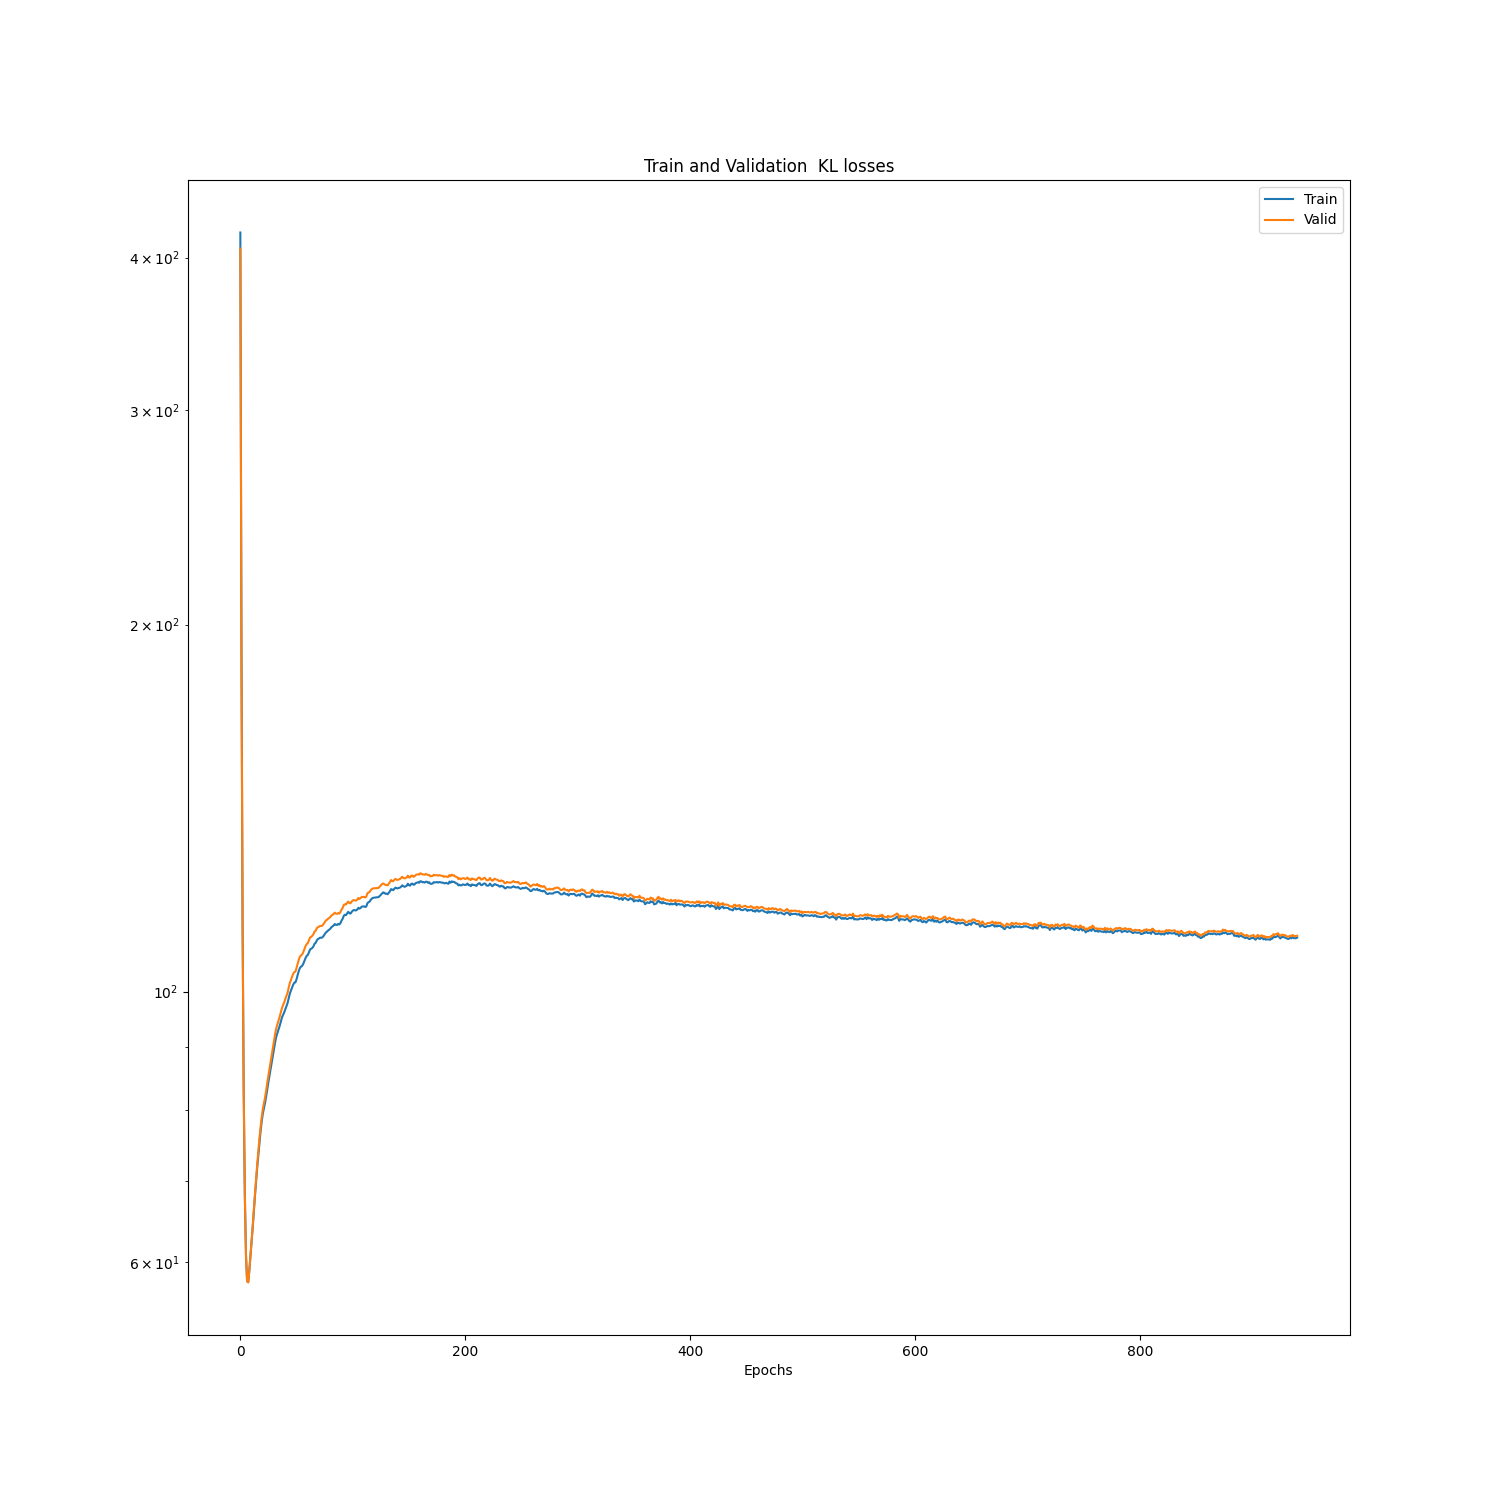 Train and Validation  KL losses
Train
Valid
4 × 10²
3 × 10²
2 × 10²
10²
6 × 10¹
0 200 400 600 800
Epochs